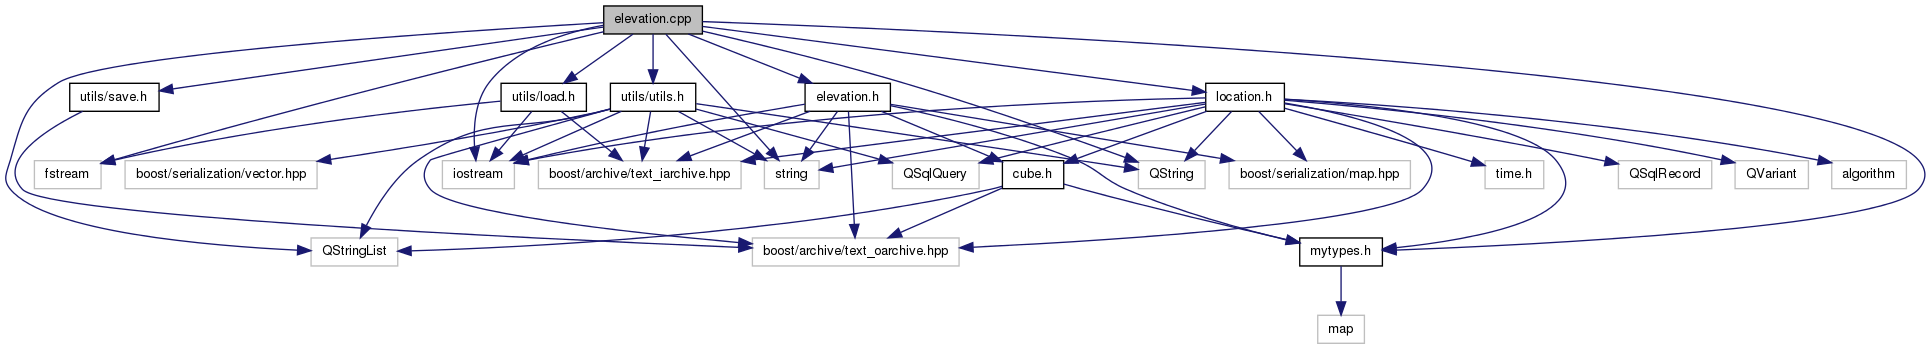 elevation.cpp
utils/save.h
utils/load.h
utils/utils.h
elevation.h
location.h
fstream
boost/serialization/vector.hpp
iostream
boost/archive/text_iarchive.hpp
string
QSqlQuery
cube.h
QString
boost/serialization/map.hpp
time.h
QSqlRecord
QVariant
algorithm
QStringList
boost/archive/text_oarchive.hpp
mytypes.h
map